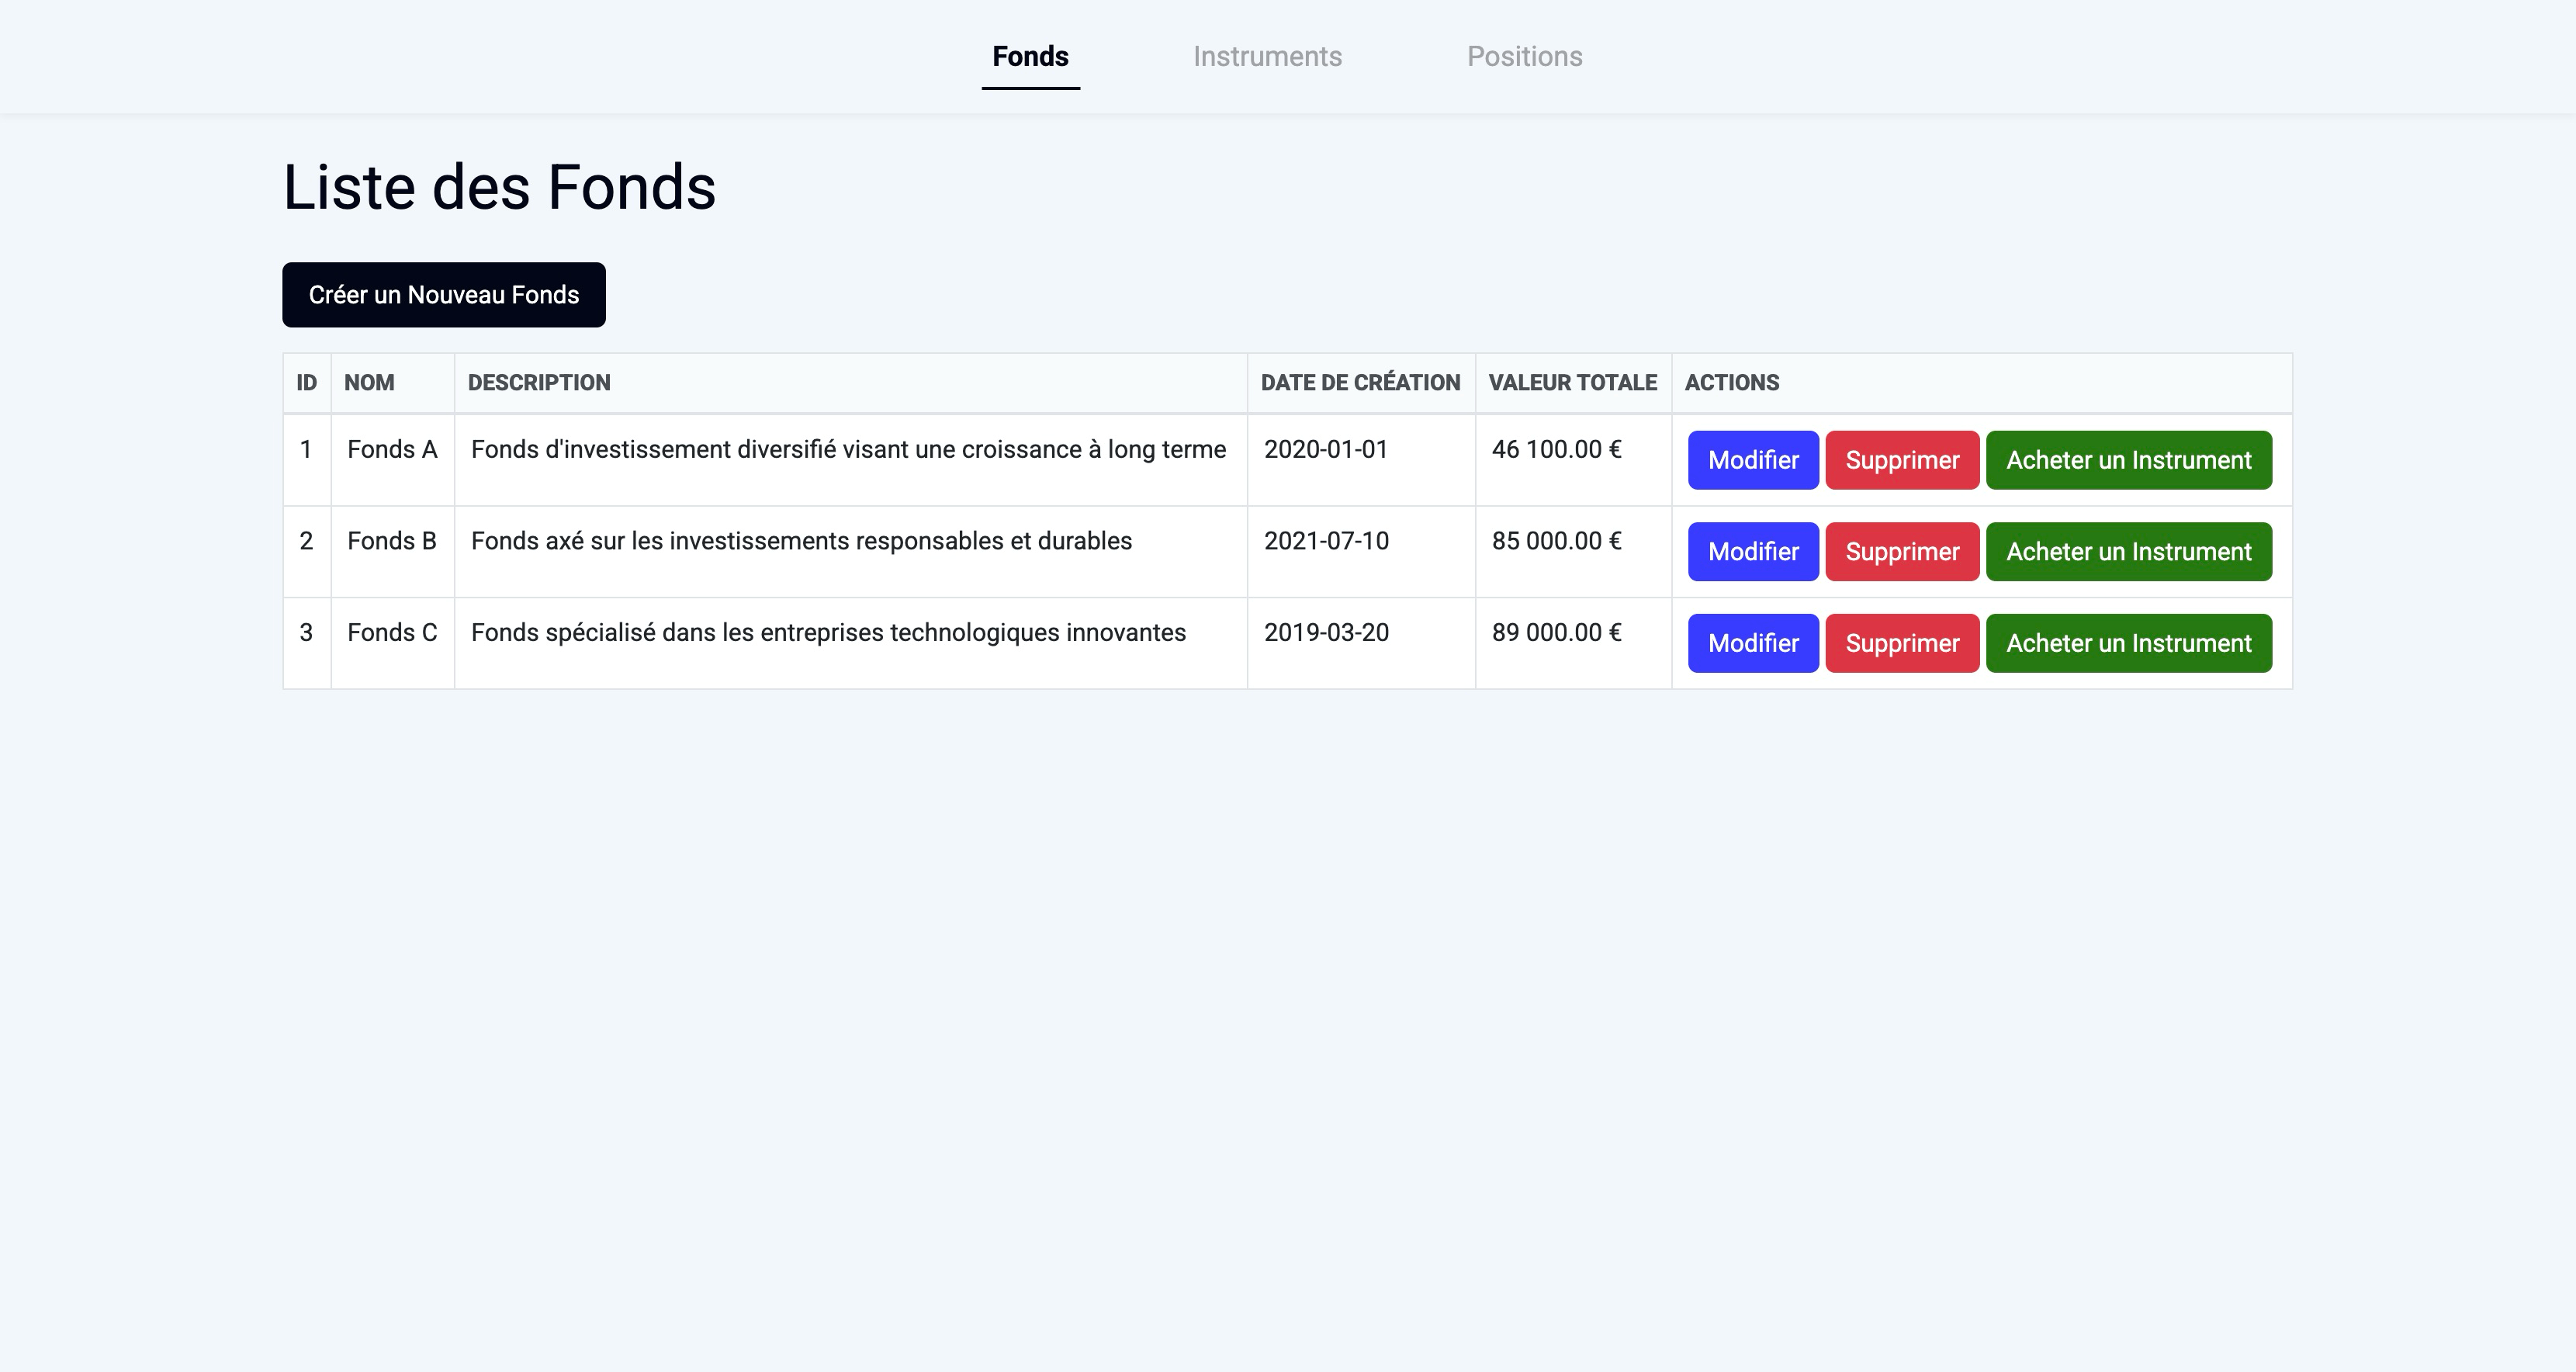 Fonds Instruments Positions
Liste des Fonds
Créer un Nouveau Fonds
ID NOM DESCRIPTION DATE DE CRÉATION VALEUR TOTALE ACTIONS
1 Fonds A Fonds d'investissement diversifié visant une croissance à long terme 2020-01-01 46 100.00 € Modifier Supprimer Acheter un Instrument
2 Fonds B Fonds axé sur les investissements responsables et durables 2021-07-10 85 000.00 € Modifier Supprimer Acheter un Instrument
3 Fonds C Fonds spécialisé dans les entreprises technologiques innovantes 2019-03-20 89 000.00 € Modifier Supprimer Acheter un Instrument